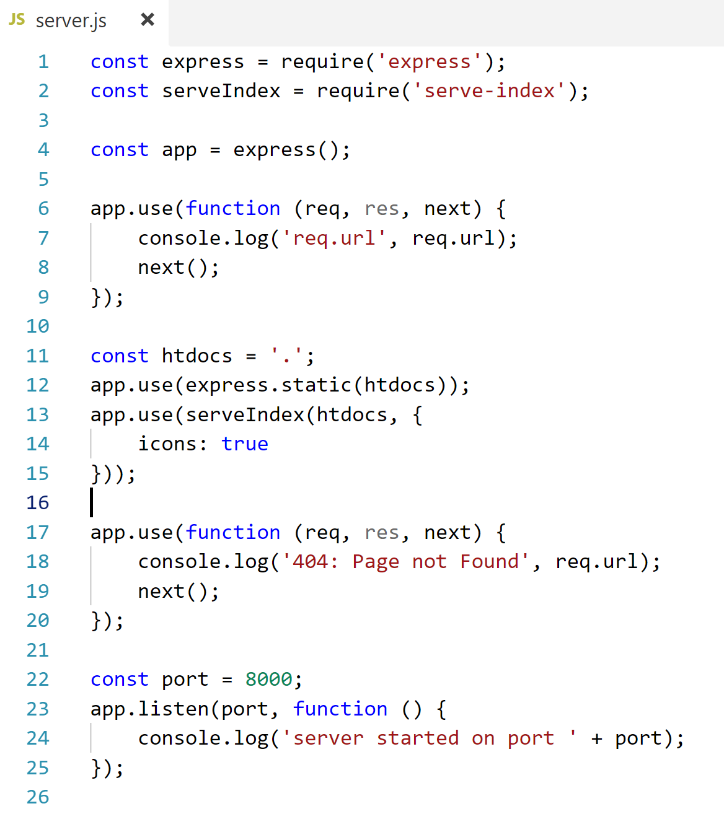 JS server.js ×
1 const express = require('express');
2 const serveIndex = require('serve-index');
3
4 const app = express();
5
6 app.use(function (req, res, next) {
7     console.log('req.url', req.url);
8     next();
9 });
10
11 const htdocs = '.';
12 app.use(express.static(htdocs));
13 app.use(serveIndex(htdocs, {
14     icons: true
15 }));
16
17 app.use(function (req, res, next) {
18     console.log('404: Page not Found', req.url);
19     next();
20 });
21
22 const port = 8000;
23 app.listen(port, function () {
24     console.log('server started on port ' + port);
25 });
26